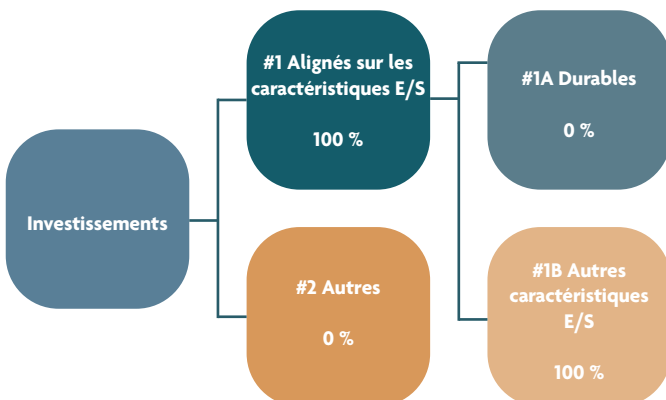 Investissements
#1 Alignés sur les
caractéristiques E/S
100 %
#2 Autres
0 %
#1A Durables
0 %
#1B Autres
caractéristiques
E/S
100 %